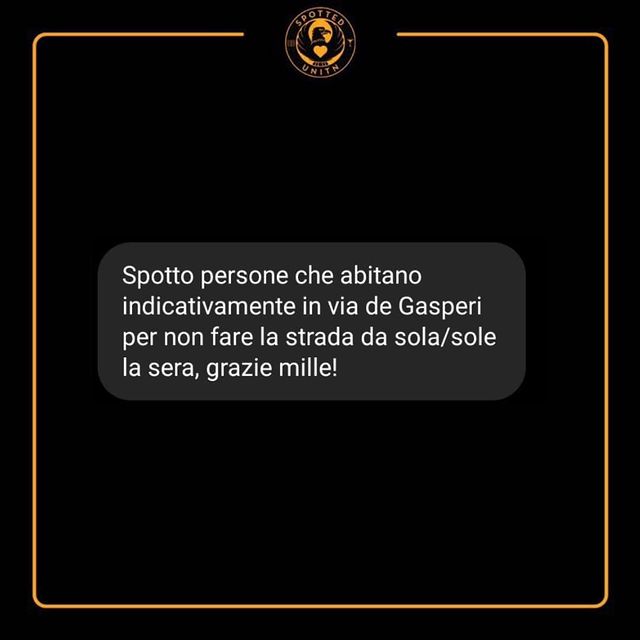 SPOTTED
UNITN
Spotto persone che abitano
indicativamente in via de Gasperi
per non fare la strada da sola/sole
la sera, grazie mille!